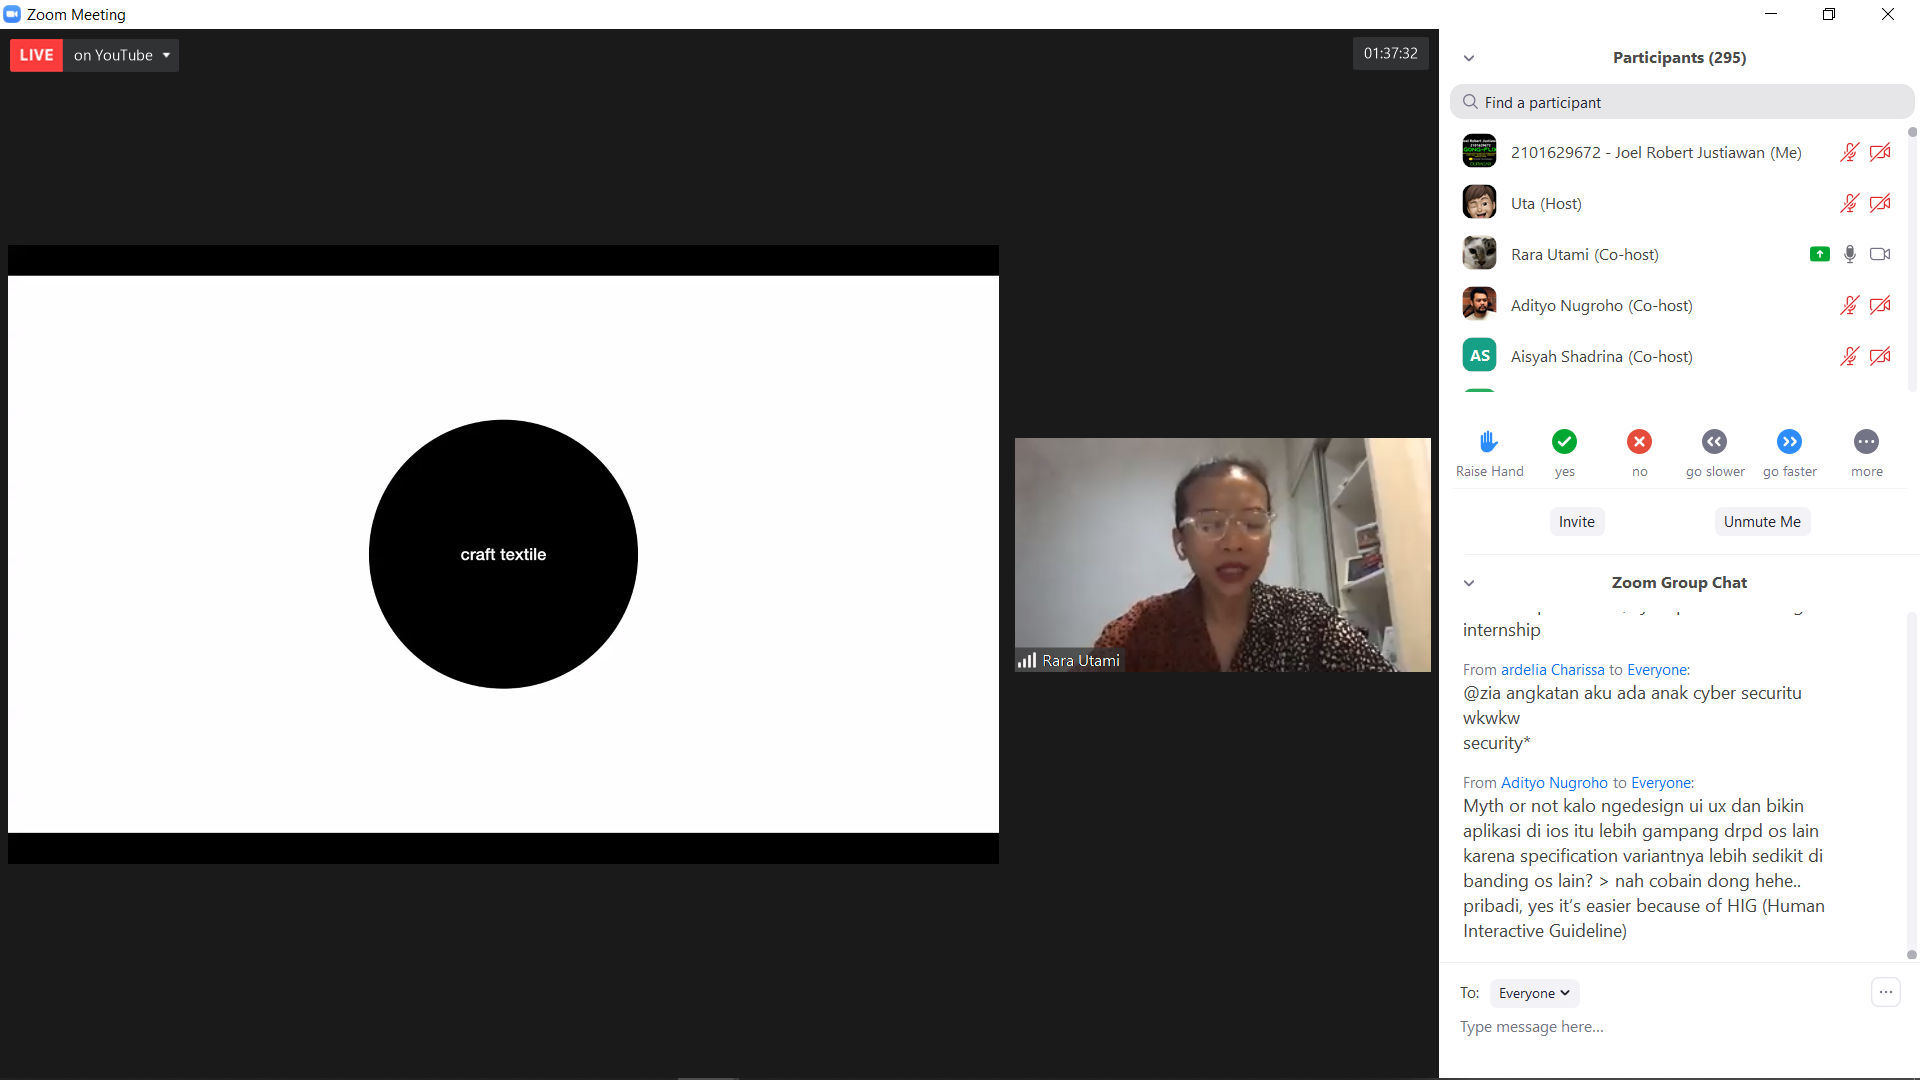 Zoom Meeting
LIVE on YouTube
01:37:32
craft textile
Rara Utami
Participants (295)
Find a participant
2101629672 - Joel Robert Justiawan (Me)
Uta (Host)
Rara Utami (Co-host)
Adityo Nugroho (Co-host)
AS Aisyah Shadrina (Co-host)
Raise Hand yes no go slower go faster more
Invite Unmute Me
Zoom Group Chat
internship
From ardelia Charissa to Everyone:
@zia angkatan aku ada anak cyber securitu
wkwkw
security*
From Adityo Nugroho to Everyone:
Myth or not kalo ngedesign ui ux dan bikin
aplikasi di ios itu lebih gampang drpd os lain
karena specification variantnya lebih sedikit di
banding os lain? > nah cobain dong hehe..
pribadi, yes it's easier because of HIG (Human
Interactive Guideline)
To: Everyone
Type message here...